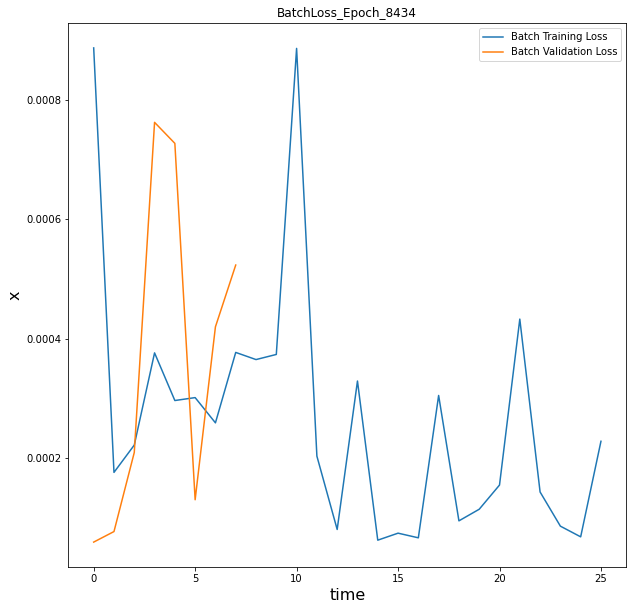 BatchLoss_Epoch_8434
Batch Training Loss
Batch Validation Loss
0.0008
0.0006
0.0004
0.0002
x
0 5 10 15 20 25
time